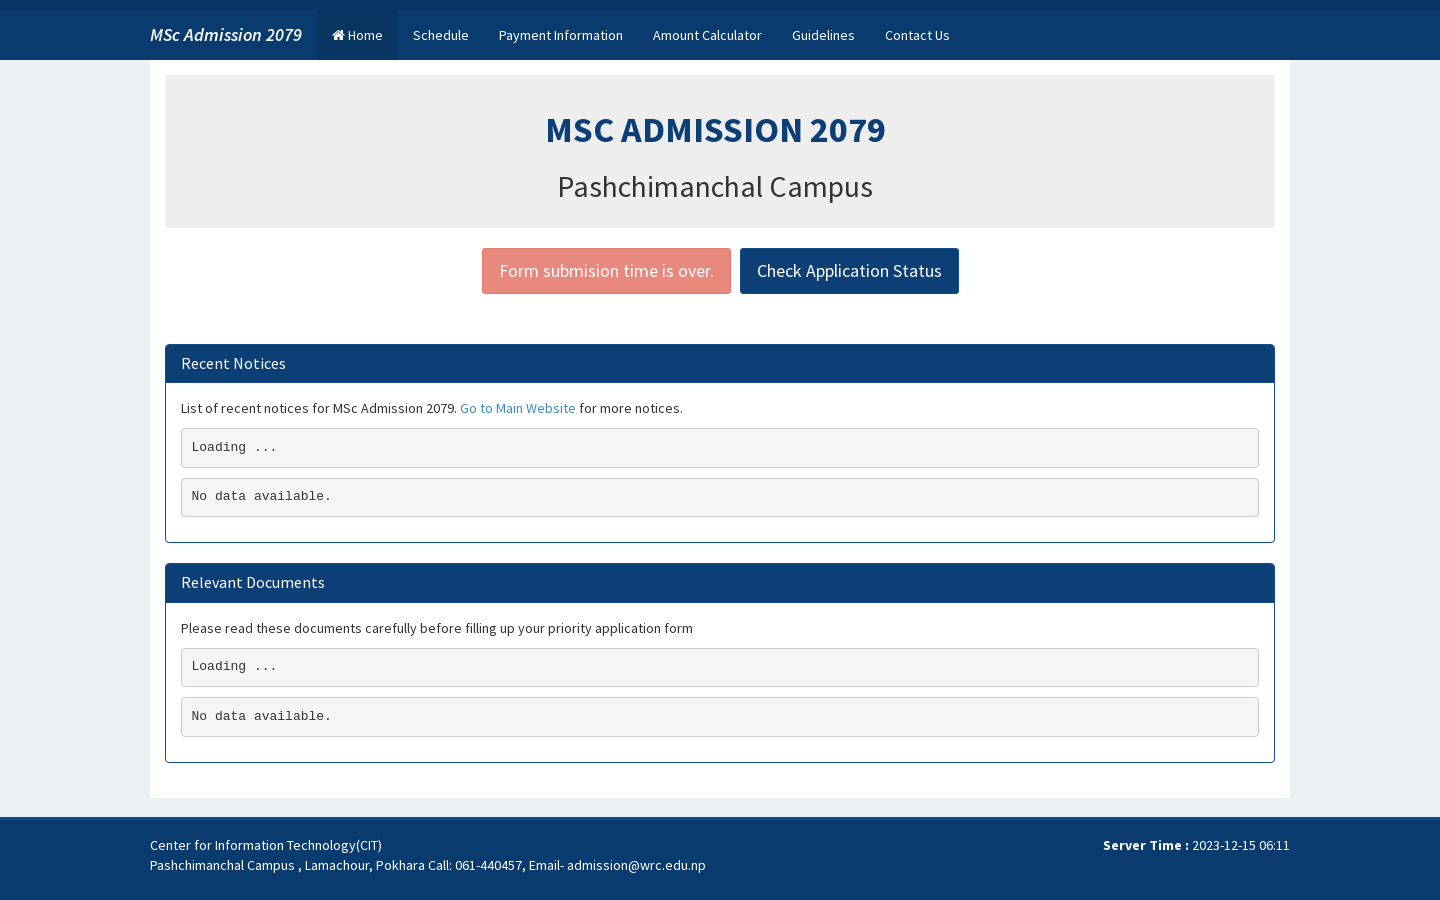 MSc Admission 2079
Home
Schedule
Payment Information
Amount Calculator
Guidelines
Contact Us
MSC ADMISSION 2079
Pashchimanchal Campus
Form submision time is over.
Check Application Status
Recent Notices
List of recent notices for MSc Admission 2079. Go to Main Website for more notices.
Loading ...
No data available.
Relevant Documents
Please read these documents carefully before filling up your priority application form
Loading ...
No data available.
Center for Information Technology(CIT)
Server Time : 2023-12-15 06:11
Pashchimanchal Campus , Lamachour, Pokhara Call: 061-440457, Email- admission@wrc.edu.np